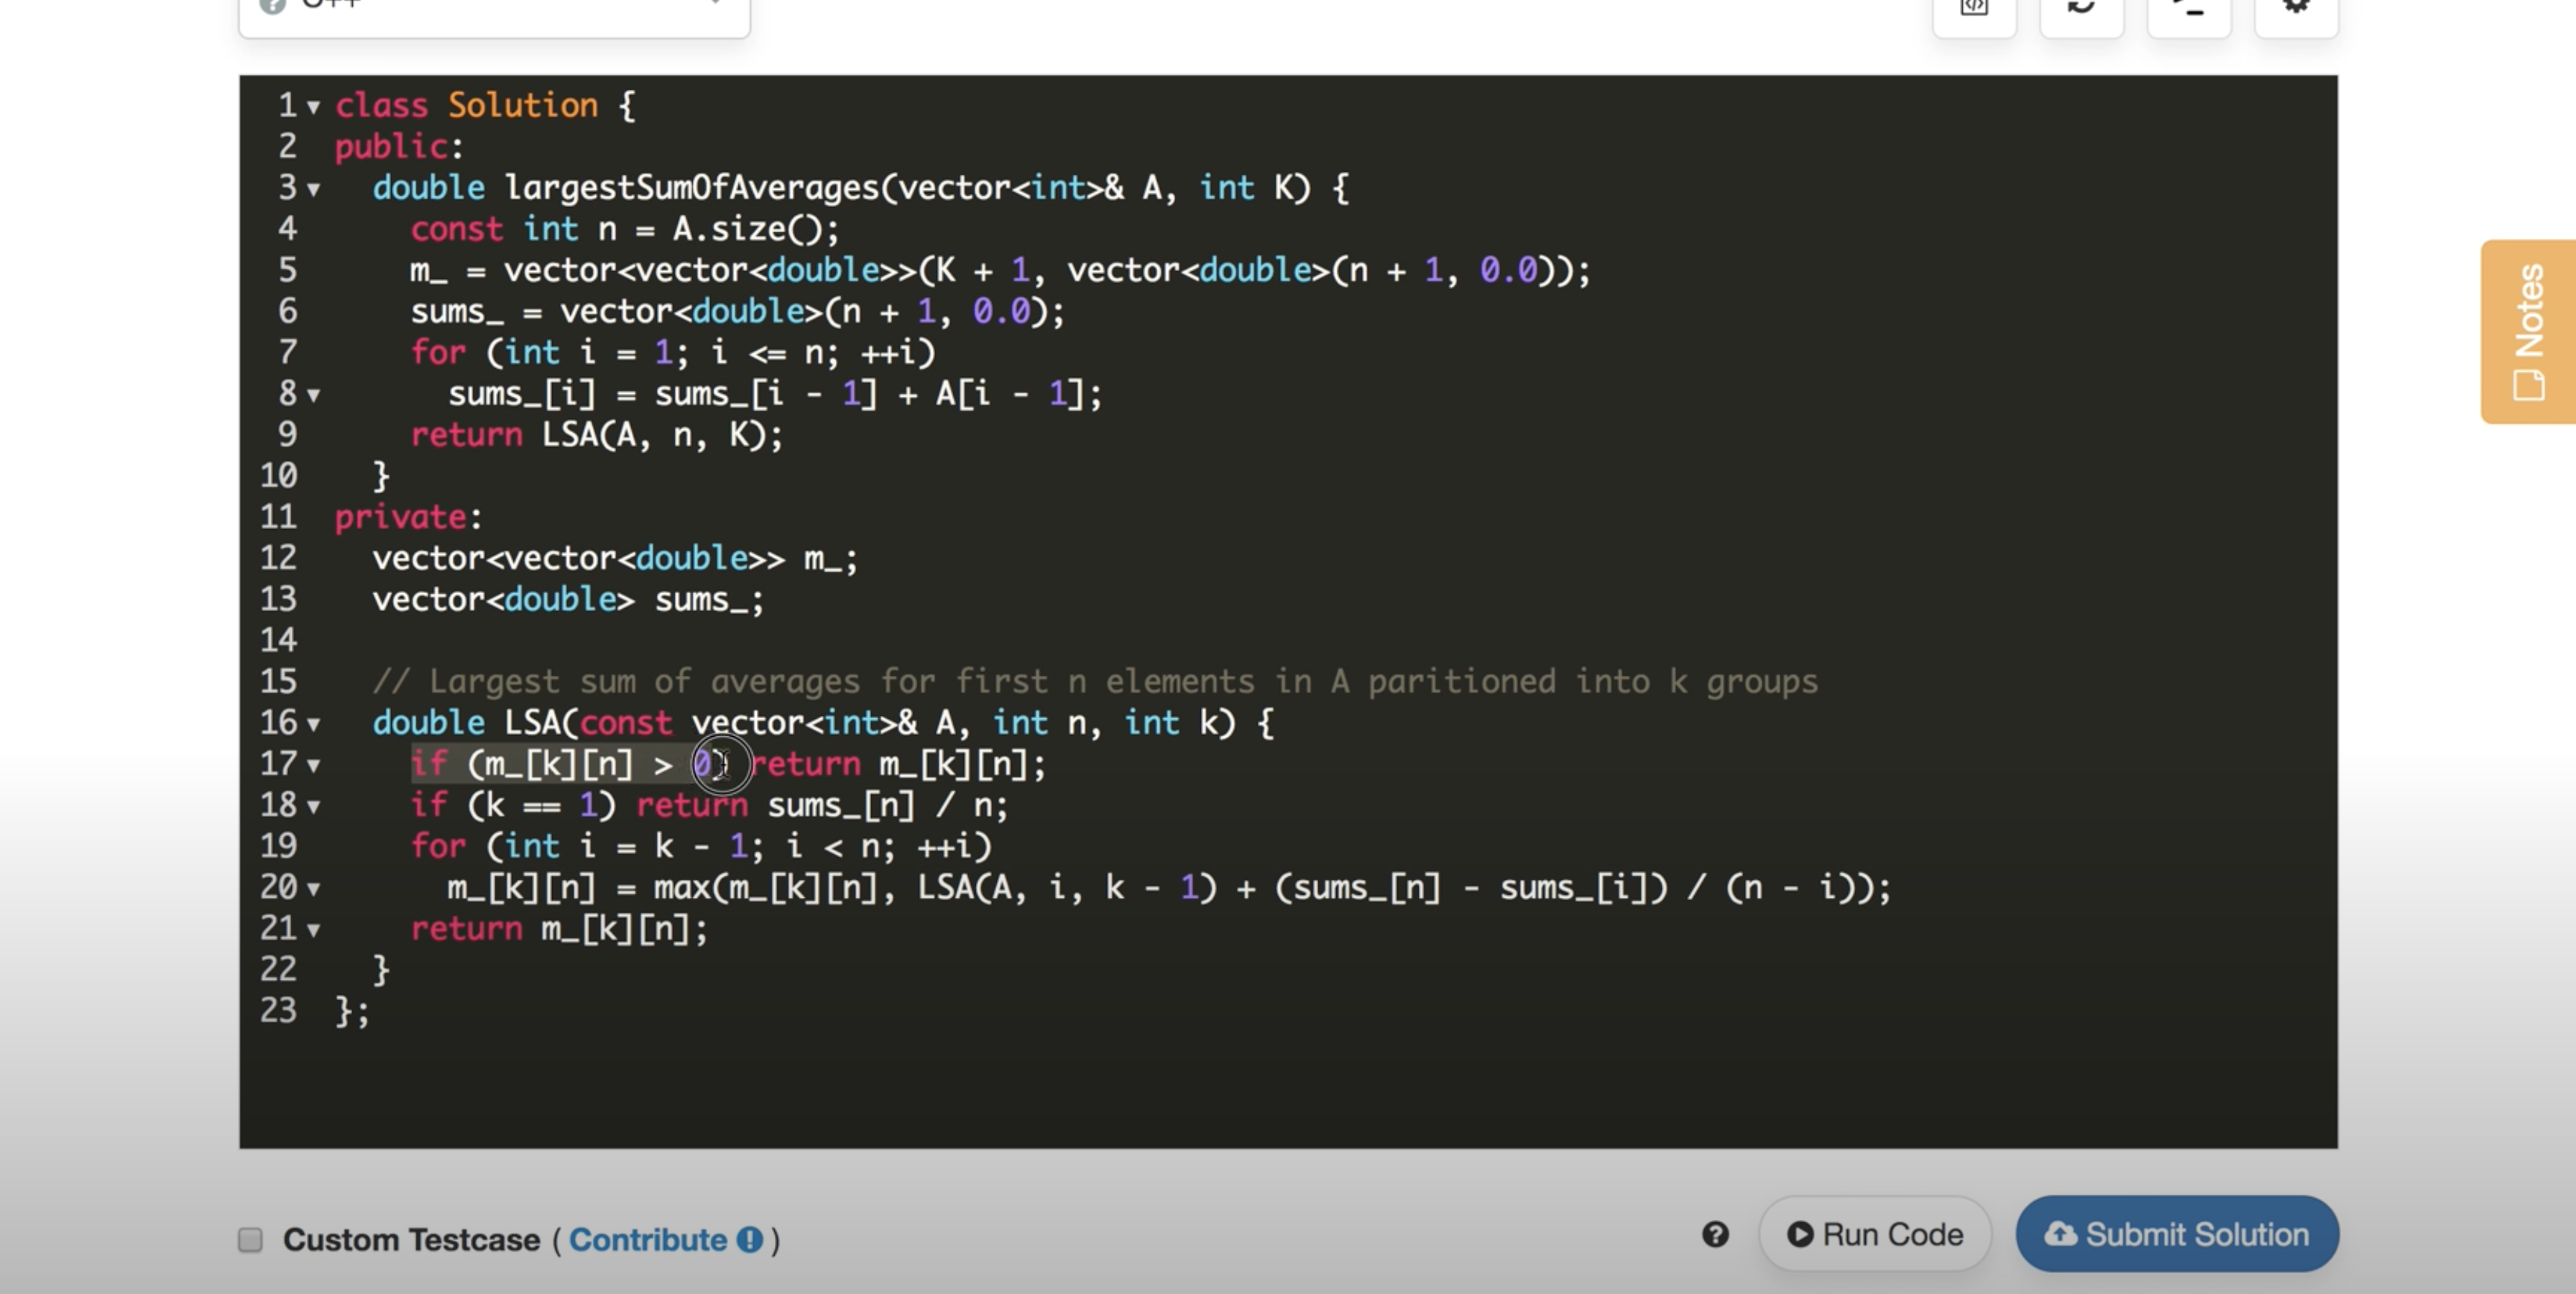 C++
1 class Solution {
2 public:
3 double largestSumOfAverages(vector<int>& A, int K) {
4 const int n = A.size();
5 m_ = vector<vector<double>>(K + 1, vector<double>(n + 1, 0.0));
6 sums_ = vector<double>(n + 1, 0.0);
7 for (int i = 1; i <= n; ++i)
8 sums_[i] = sums_[i - 1] + A[i - 1];
9 return LSA(A, n, K);
10 }
11 private:
12 vector<vector<double>> m_;
13 vector<double> sums_;
14
15 // Largest sum of averages for first n elements in A paritioned into k groups
16 double LSA(const vector<int>& A, int n, int k) {
17 if (m_[k][n] > 0) return m_[k][n];
18 if (k == 1) return sums_[n] / n;
19 for (int i = k - 1; i < n; ++i)
20 m_[k][n] = max(m_[k][n], LSA(A, i, k - 1) + (sums_[n] - sums_[i]) / (n - i));
21 return m_[k][n];
22 }
23 };
Notes
Custom Testcase ( Contribute )
Run Code
Submit Solution